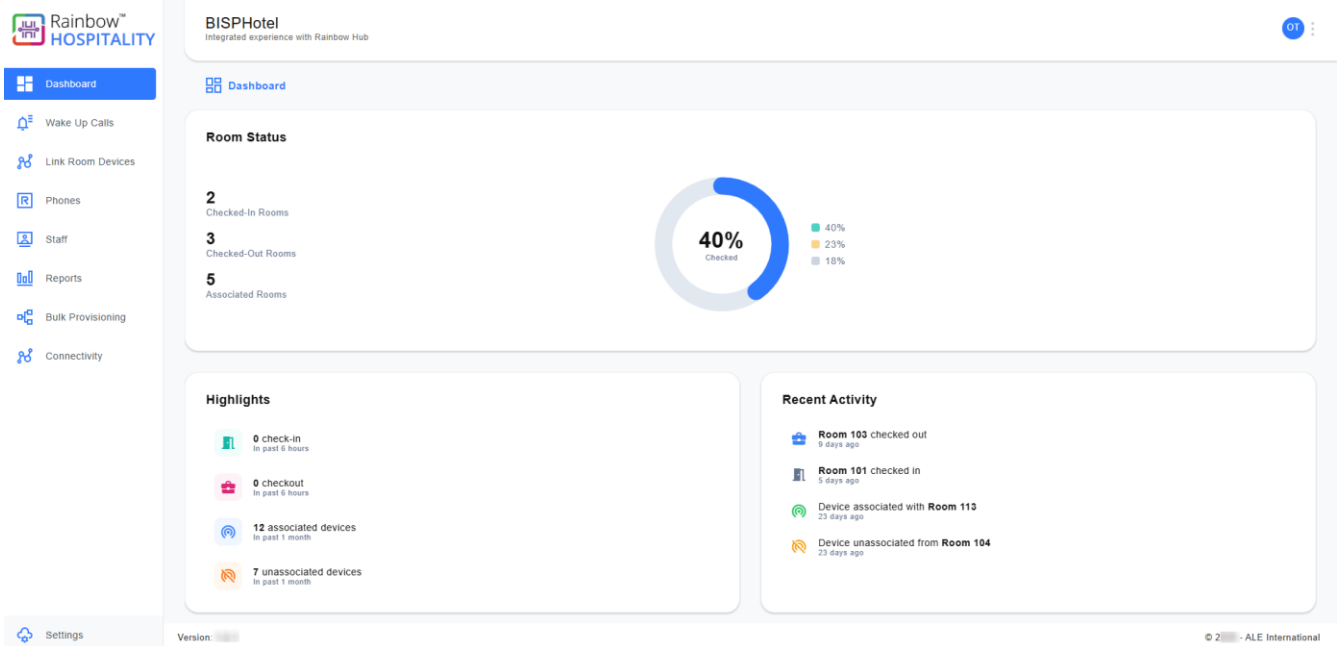 Rainbow™
HOSPITALITY
BISPHotel
Integrated experience with Rainbow Hub
OT
Dashboard
Wake Up Calls
Link Room Devices
Phones
Staff
Reports
Bulk Provisioning
Connectivity
Settings
Dashboard
Room Status
2
Checked-In Rooms
3
Checked-Out Rooms
5
Associated Rooms
40%
Checked
40%
23%
18%
Highlights
0 check-in
In past 6 hours
0 checkout
In past 6 hours
12 associated devices
In past 1 month
7 unassociated devices
In past 1 month
Recent Activity
Room 103 checked out
9 days ago
Room 101 checked in
5 days ago
Device associated with Room 113
23 days ago
Device unassociated from Room 104
23 days ago
Version:
© 2 - ALE International